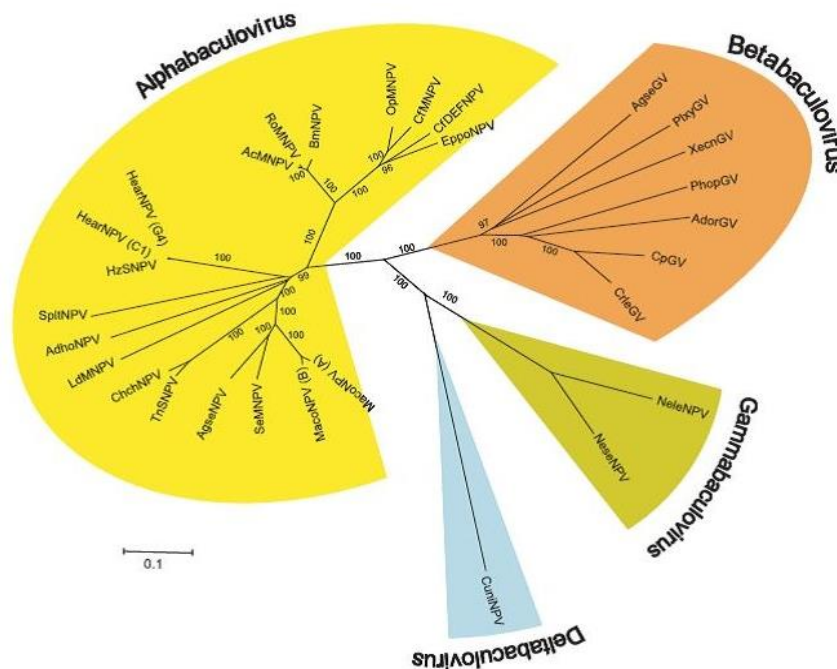 Alphabaculovirus
RoMNPV
BmNPV
AcMNPV
OpMNPV
CfMNPV
CfDEFNPV
EppoNPV
100
100
100
100
96
HearNPV (G4)
HearNPV (C1)
HzSNPV
100
100
99
SpltNPV
AdhoNPV
LdMNPV
ChchNPV
TnSNPV
AgseNPV
SeMNPV
MacoNPV (B)
MacoNPV (A)
100
100
100
100
100
100
100
100
100
Betabaculovirus
AgseGV
PlxyGV
XecnGV
PhopGV
AdorGV
CpGV
CrleGV
97
100
100
Gammabaculovirus
NeleNPV
NeseNPV
CuniNPV
Deltabaculovirus
0.1